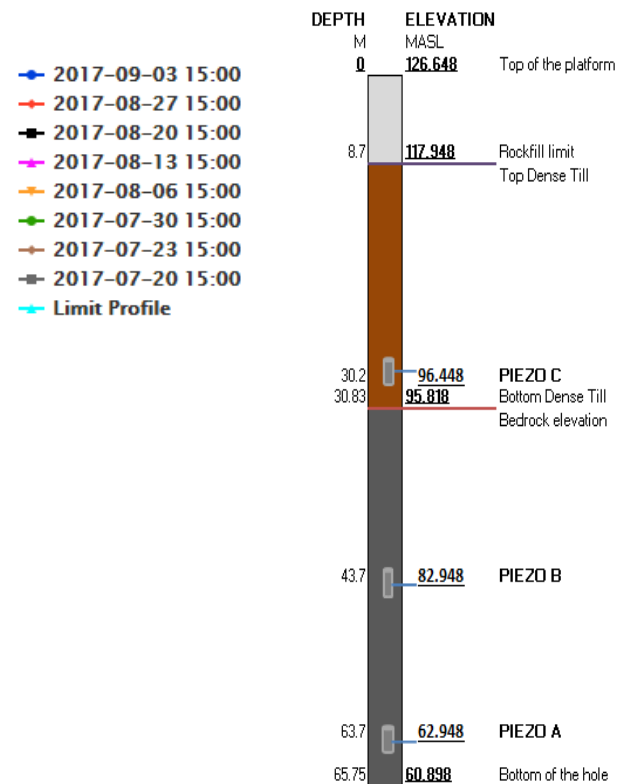 2017-09-03 15:00
2017-08-27 15:00
2017-08-20 15:00
2017-08-13 15:00
2017-08-06 15:00
2017-07-30 15:00
2017-07-23 15:00
2017-07-20 15:00
Limit Profile
DEPTH ELEVATION
M MASL
0 126.648 Top of the platform
8.7 117.948 Rockfill limit
Top Dense Till
30.2 96.448 PIEZO C
30.83 95.818 Bottom Dense Till
Bedrock elevation
43.7 82.948 PIEZO B
63.7 62.948 PIEZO A
65.75 60.898 Bottom of the hole